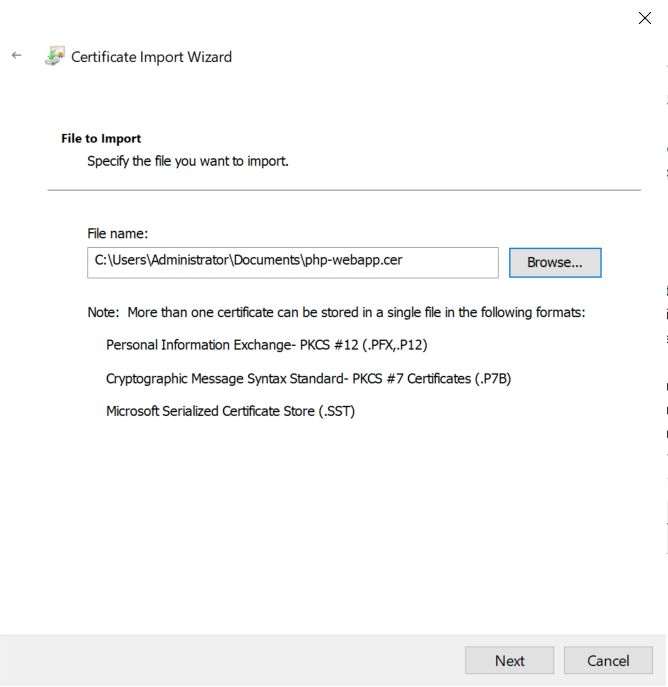 Certificate Import Wizard
File to Import
Specify the file you want to import.
File name:
C:\Users\Administrator\Documents\php-webapp.cer
Browse...
Note: More than one certificate can be stored in a single file in the following formats:
Personal Information Exchange- PKCS #12 (.PFX,.P12)
Cryptographic Message Syntax Standard- PKCS #7 Certificates (.P7B)
Microsoft Serialized Certificate Store (.SST)
Next
Cancel